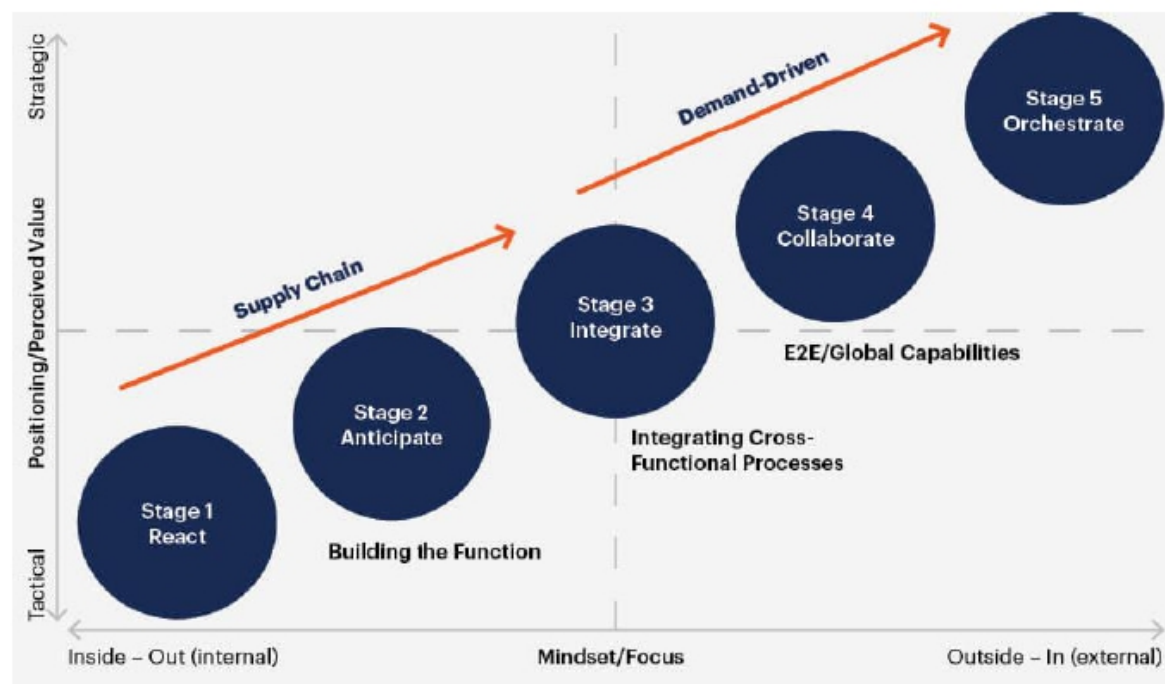 Strategic
Positioning/Perceived Value
Tactical
Supply Chain
Demand-Driven
Stage 1
React
Stage 2
Anticipate
Building the Function
Stage 3
Integrate
Integrating Cross-
Functional Processes
Stage 4
Collaborate
E2E/Global Capabilities
Stage 5
Orchestrate
Inside – Out (internal)
Mindset/Focus
Outside – In (external)